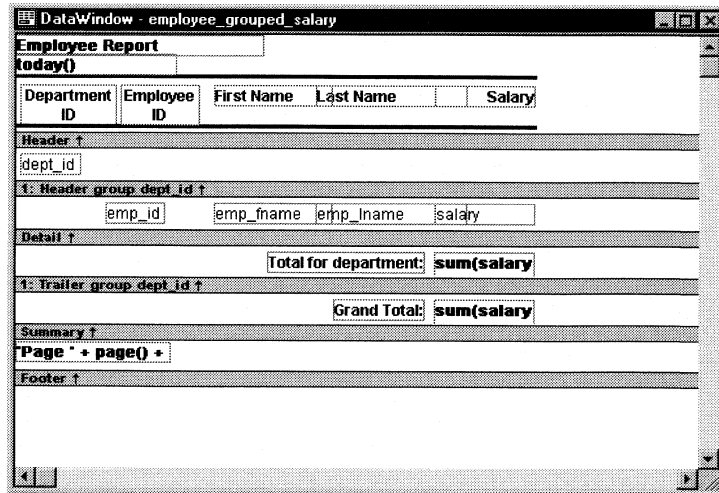 DataWindow - employee_grouped_salary
Employee Report
today()
Department ID Employee ID First Name Last Name Salary
Header ↑
dept_id
1: Header group dept_id ↑
emp_id emp_fname emp_lname salary
Detail ↑
Total for department: sum(salary
1: Trailer group dept_id ↑
Grand Total: sum(salary
Summary ↑
"Page " + page() +
Footer ↑